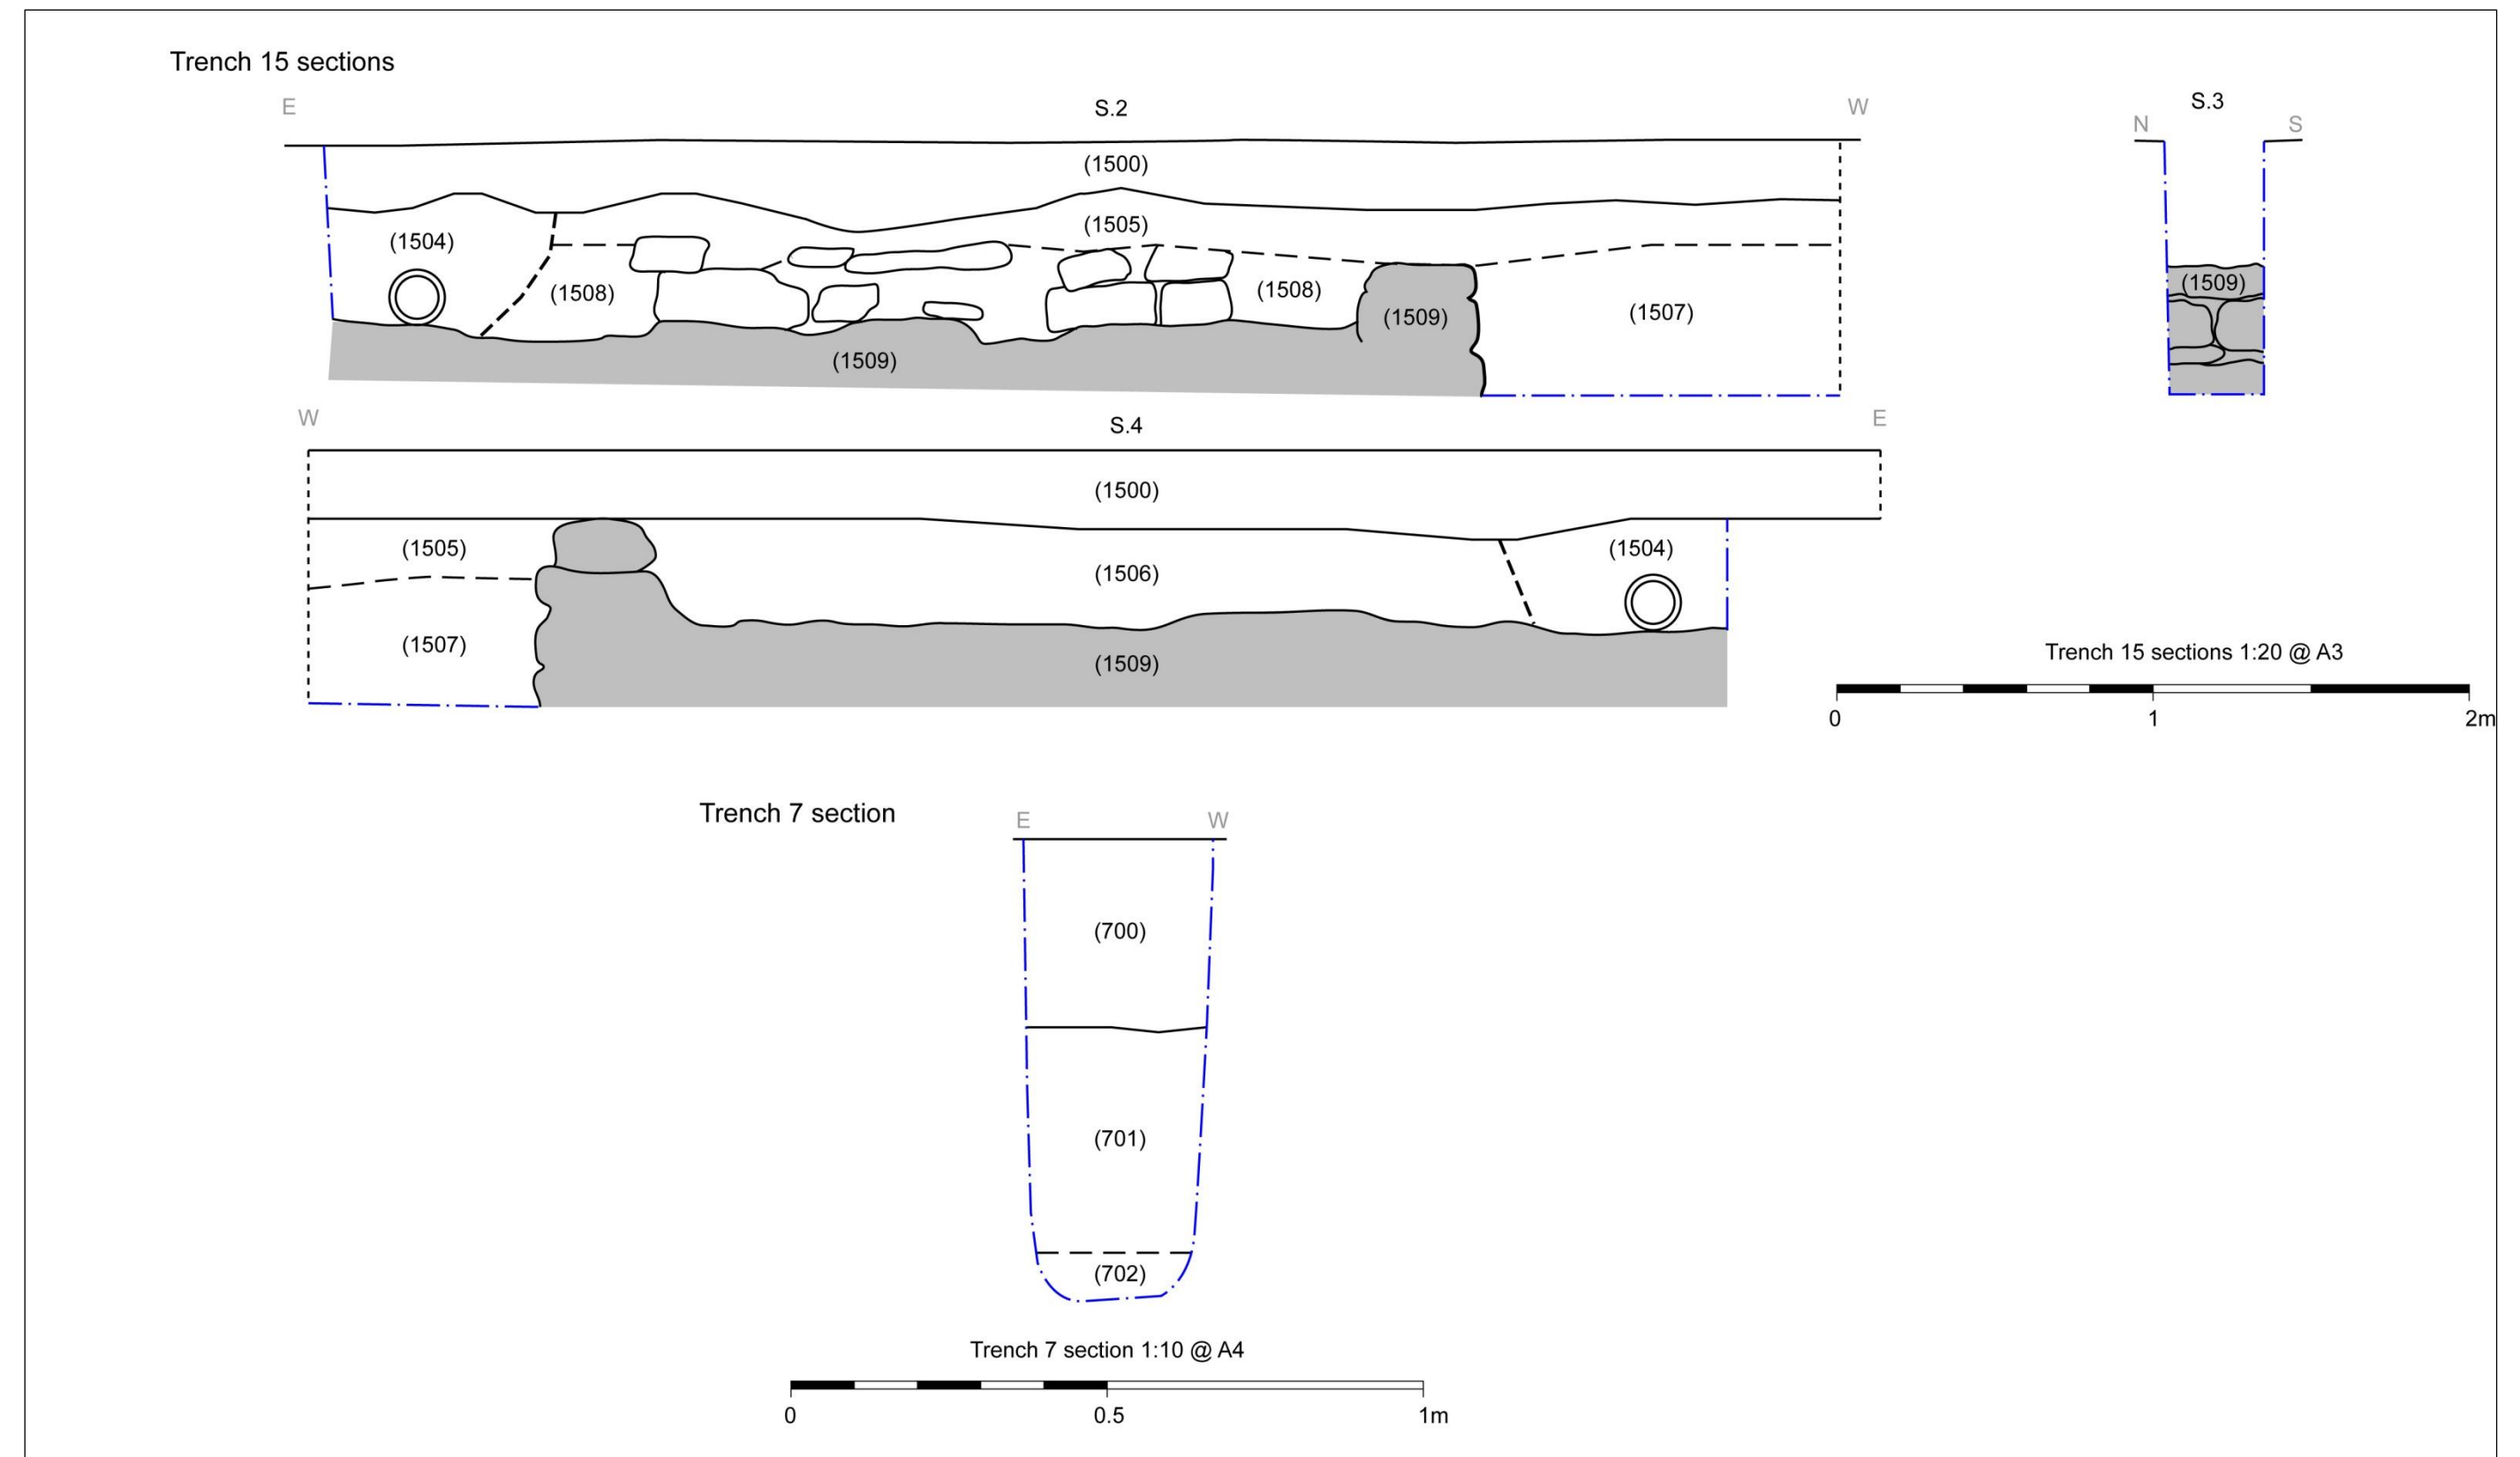 Trench 15 sections
E
S.2
W
S.3
N
S
(1500)
(1505)
(1504)
(1508)
(1508)
(1509)
(1509)
(1507)
(1509)
(1509)
W
S.4
E
(1500)
(1505)
(1504)
(1506)
(1507)
(1509)
Trench 15 sections 1:20 @ A3
0
1
2m
Trench 7 section
E
W
(700)
(701)
(702)
Trench 7 section 1:10 @ A4
0
0.5
1m